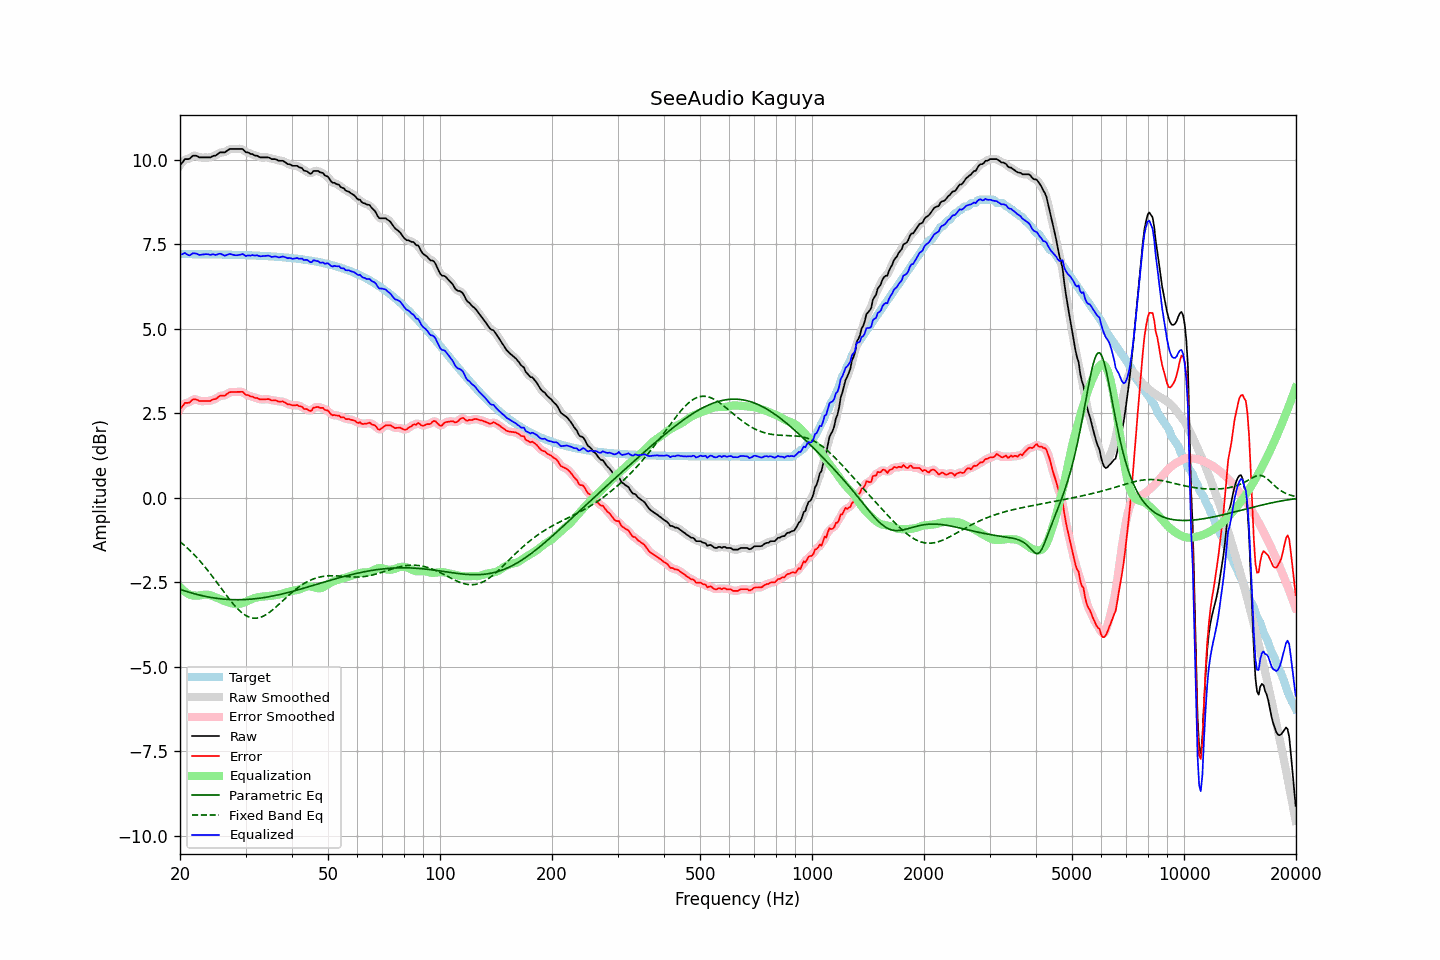 SeeAudio Kaguya
10.0
7.5
5.0
2.5
0.0
−2.5
−5.0
−7.5
−10.0
Amplitude (dBr)
Target
Raw Smoothed
Error Smoothed
Raw
Error
Equalization
Parametric Eq
Fixed Band Eq
Equalized
20 50 100 200 500 1000 2000 5000 10000 20000
Frequency (Hz)